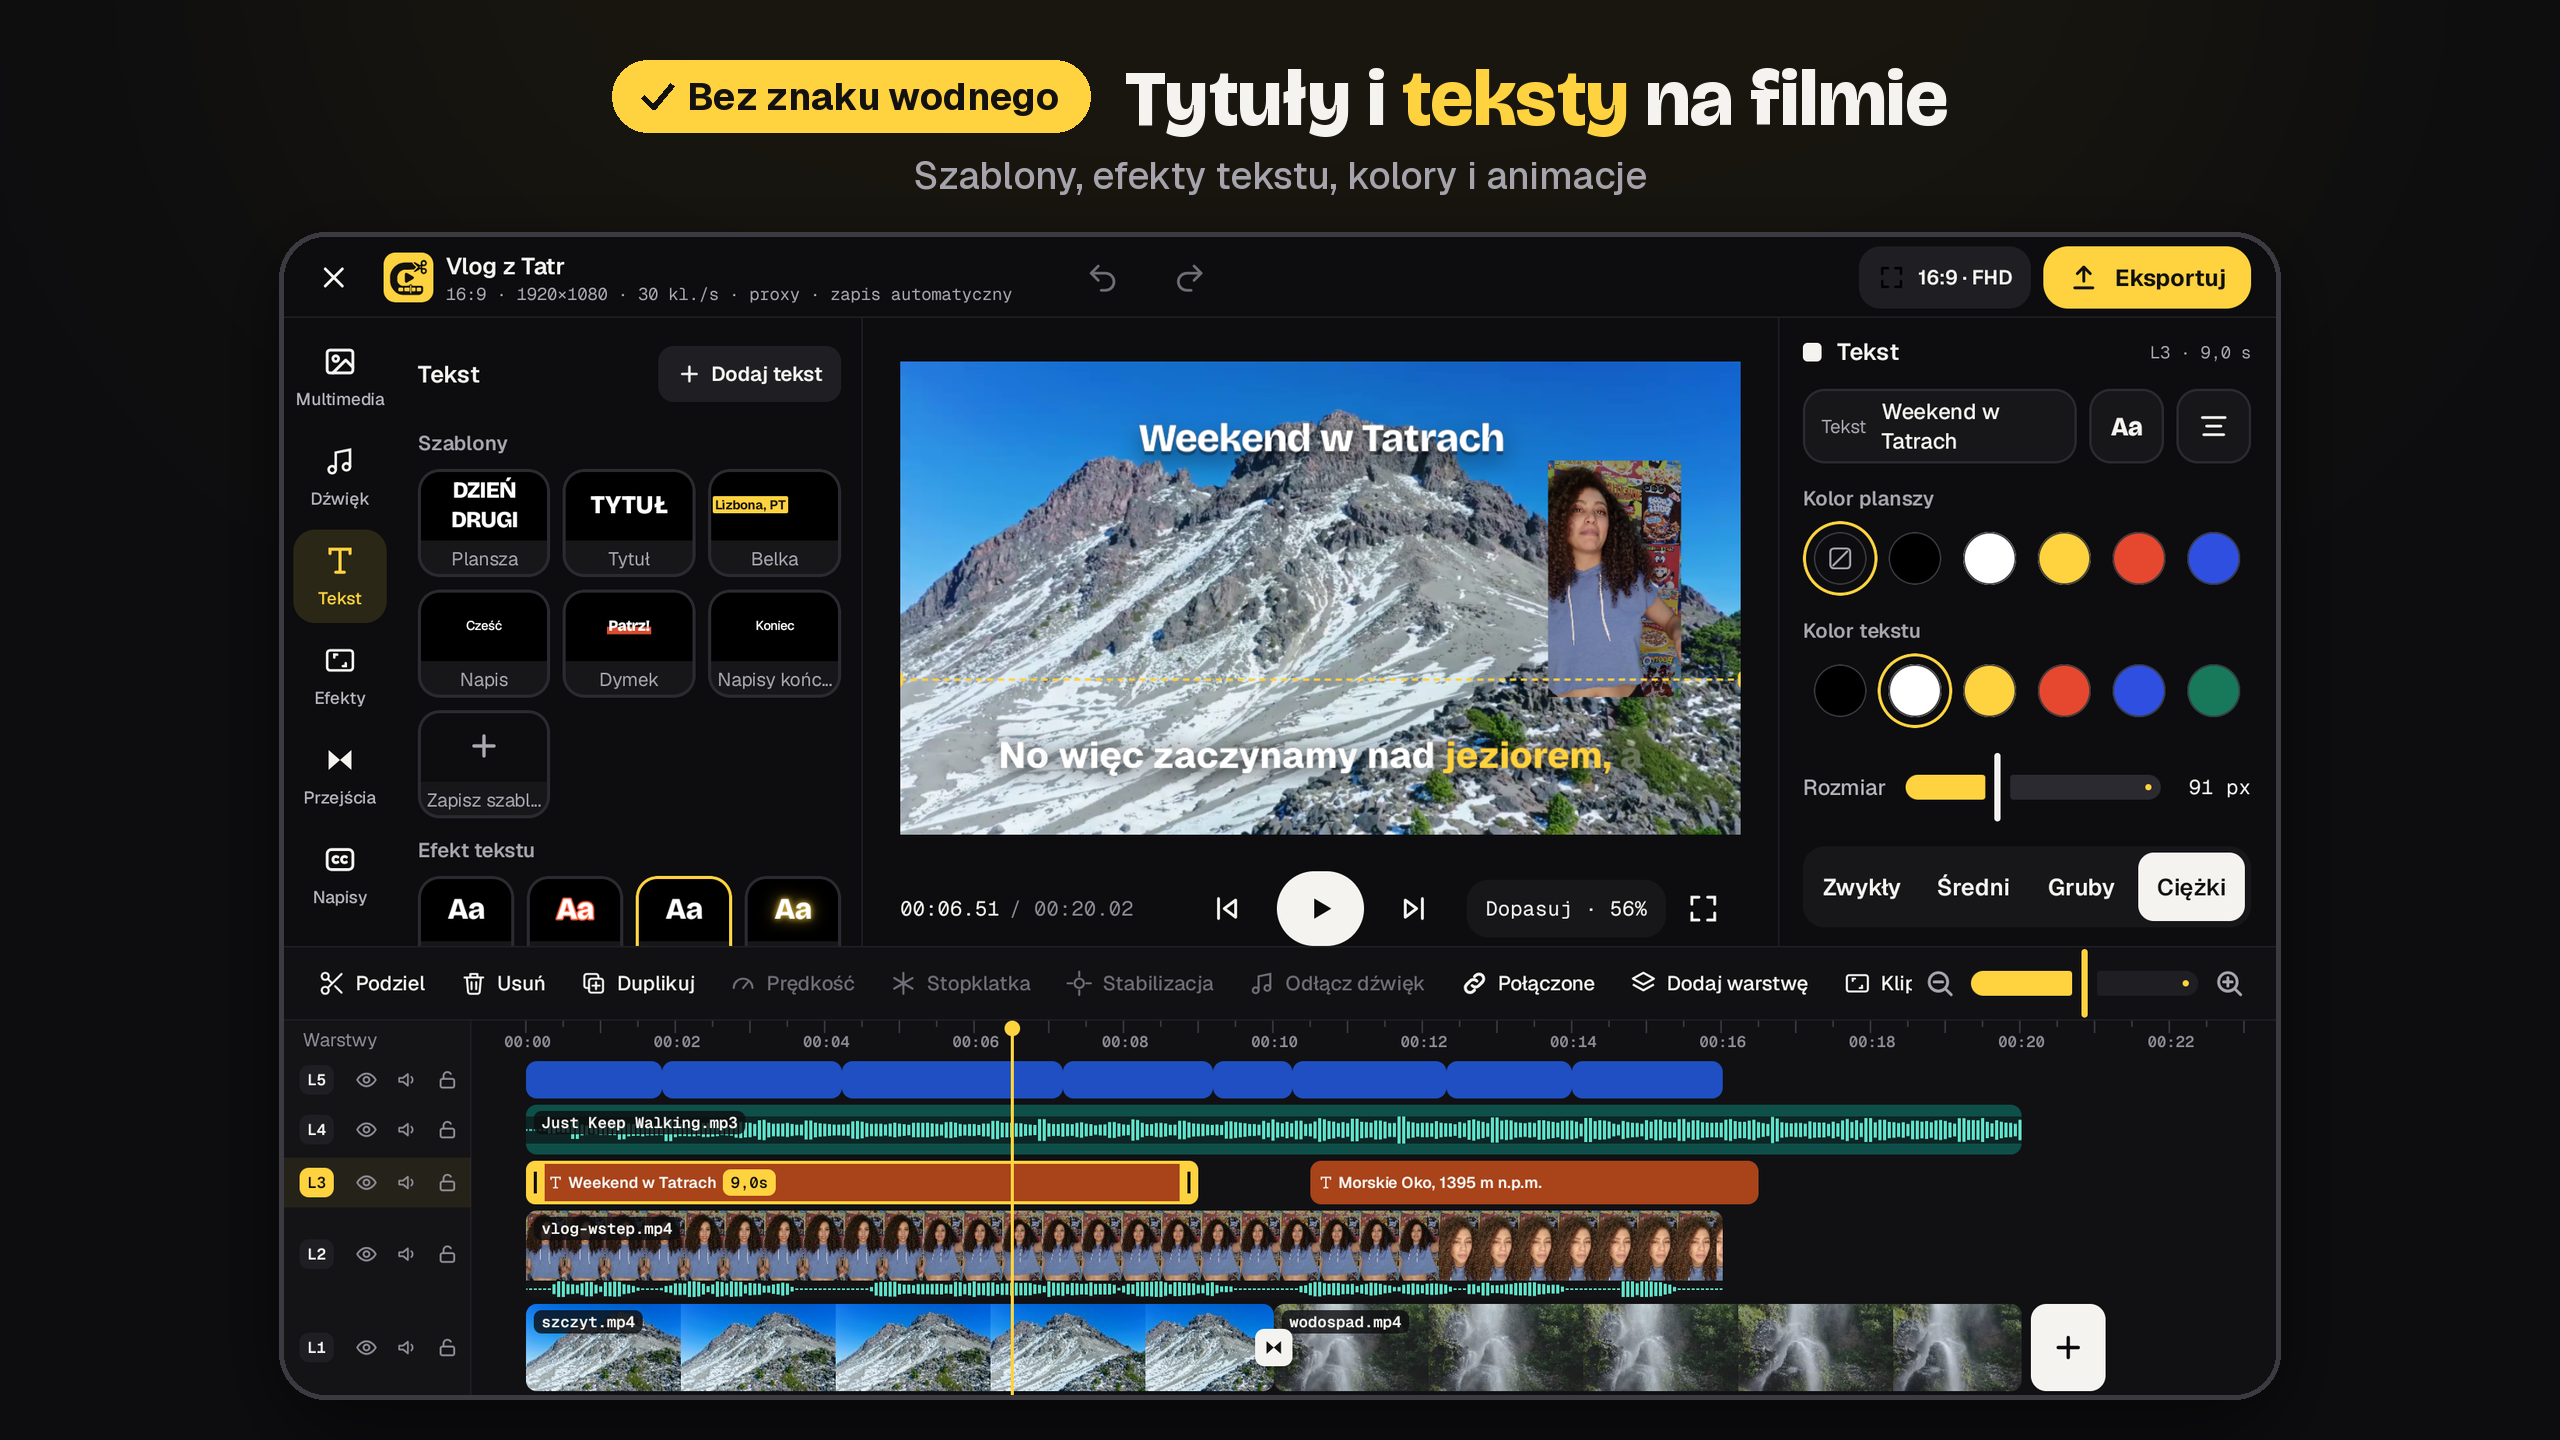 Bez znaku wodnego
Tytuły i teksty na filmie
Szablony, efekty tekstu, kolory i animacje
Vlog z Tatr
16:9 · 1920×1080 · 30 kl./s · proxy · zapis automatyczny
16:9 · FHD
Eksportuj
Multimedia
Dźwięk
Tekst
Efekty
Przejścia
Napisy
Tekst
Dodaj tekst
Szablony
DZIEŃ
DRUGI
Plansza
TYTUŁ
Tytuł
Lizbona, PT
Belka
Cześć
Napis
Patrz!
Dymek
Koniec
Napisy końc...
Zapisz szabl...
Efekt tekstu
Aa
Aa
Aa
Aa
Weekend w Tatrach
No więc zaczynamy nad jeziorem, a
00:06.51 / 00:20.02
Dopasuj · 56%
Tekst
L3 · 9,0 s
Tekst
Weekend w
Tatrach
Aa
Kolor planszy
Kolor tekstu
Rozmiar
91 px
Zwykły
Średni
Gruby
Ciężki
Podziel
Usuń
Duplikuj
Prędkość
Stopklatka
Stabilizacja
Odłącz dźwięk
Połączone
Dodaj warstwę
Klip
Warstwy
00:00
00:02
00:04
00:06
00:08
00:10
00:12
00:14
00:16
00:18
00:20
00:22
L5
L4
Just Keep Walking.mp3
L3
Weekend w Tatrach
9,0s
Morskie Oko, 1395 m n.p.m.
L2
vlog-wstep.mp4
L1
szczyt.mp4
wodospad.mp4